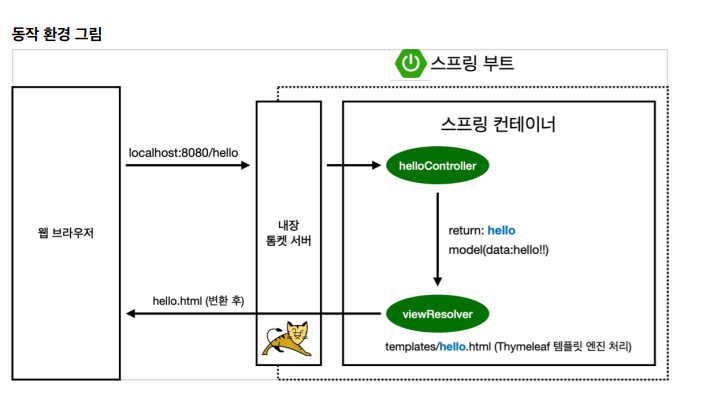 동작 환경 그림
스프링 부트
스프링 컨테이너
localhost:8080/hello
helloController
웹 브라우저
내장
톰켓 서버
return: hello
model(data:hello!!)
hello.html (변환 후)
viewResolver
templates/hello.html (Thymeleaf 템플릿 엔진 처리)